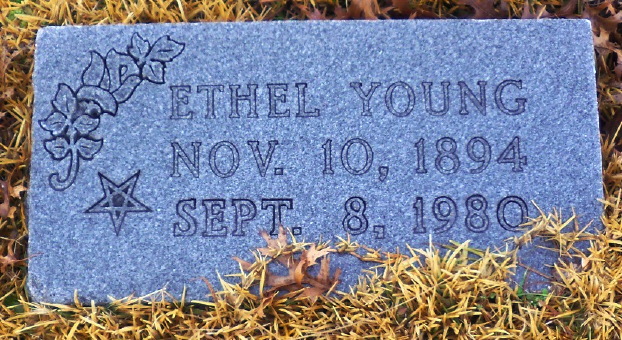 ETHEL YOUNG
NOV. 10, 1894
SEPT. 8, 1980